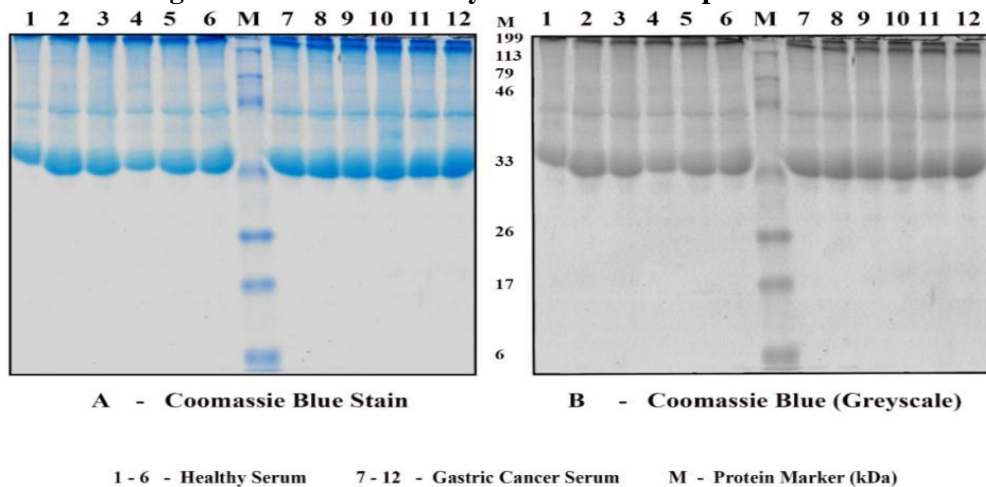 1 2 3 4 5 6 M 7 8 9 10 11 12 M 1 2 3 4 5 6 M 7 8 9 10 11 12
199
113
79
46
33
26
17
6
A - Coomassie Blue Stain B - Coomassie Blue (Greyscale)
1 - 6 - Healthy Serum 7 - 12 - Gastric Cancer Serum M - Protein Marker (kDa)